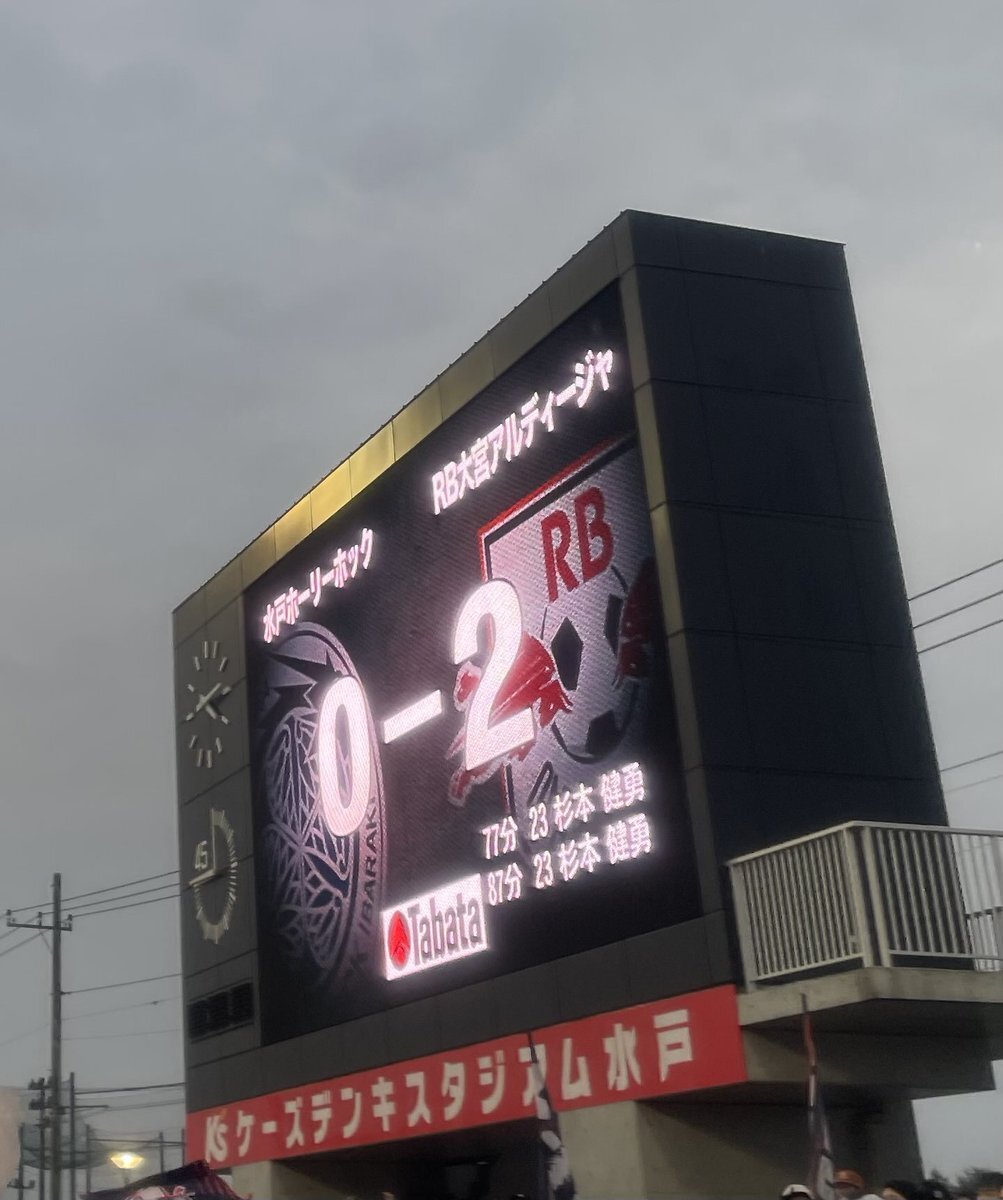 RB大宮アルディージャ
水戸ホーリーホック
RB
0-2
45
IBARAKI
77分 23 杉本 健勇
87分 23 杉本 健勇
Tabata
K's ケーズデンキスタジアム水戸